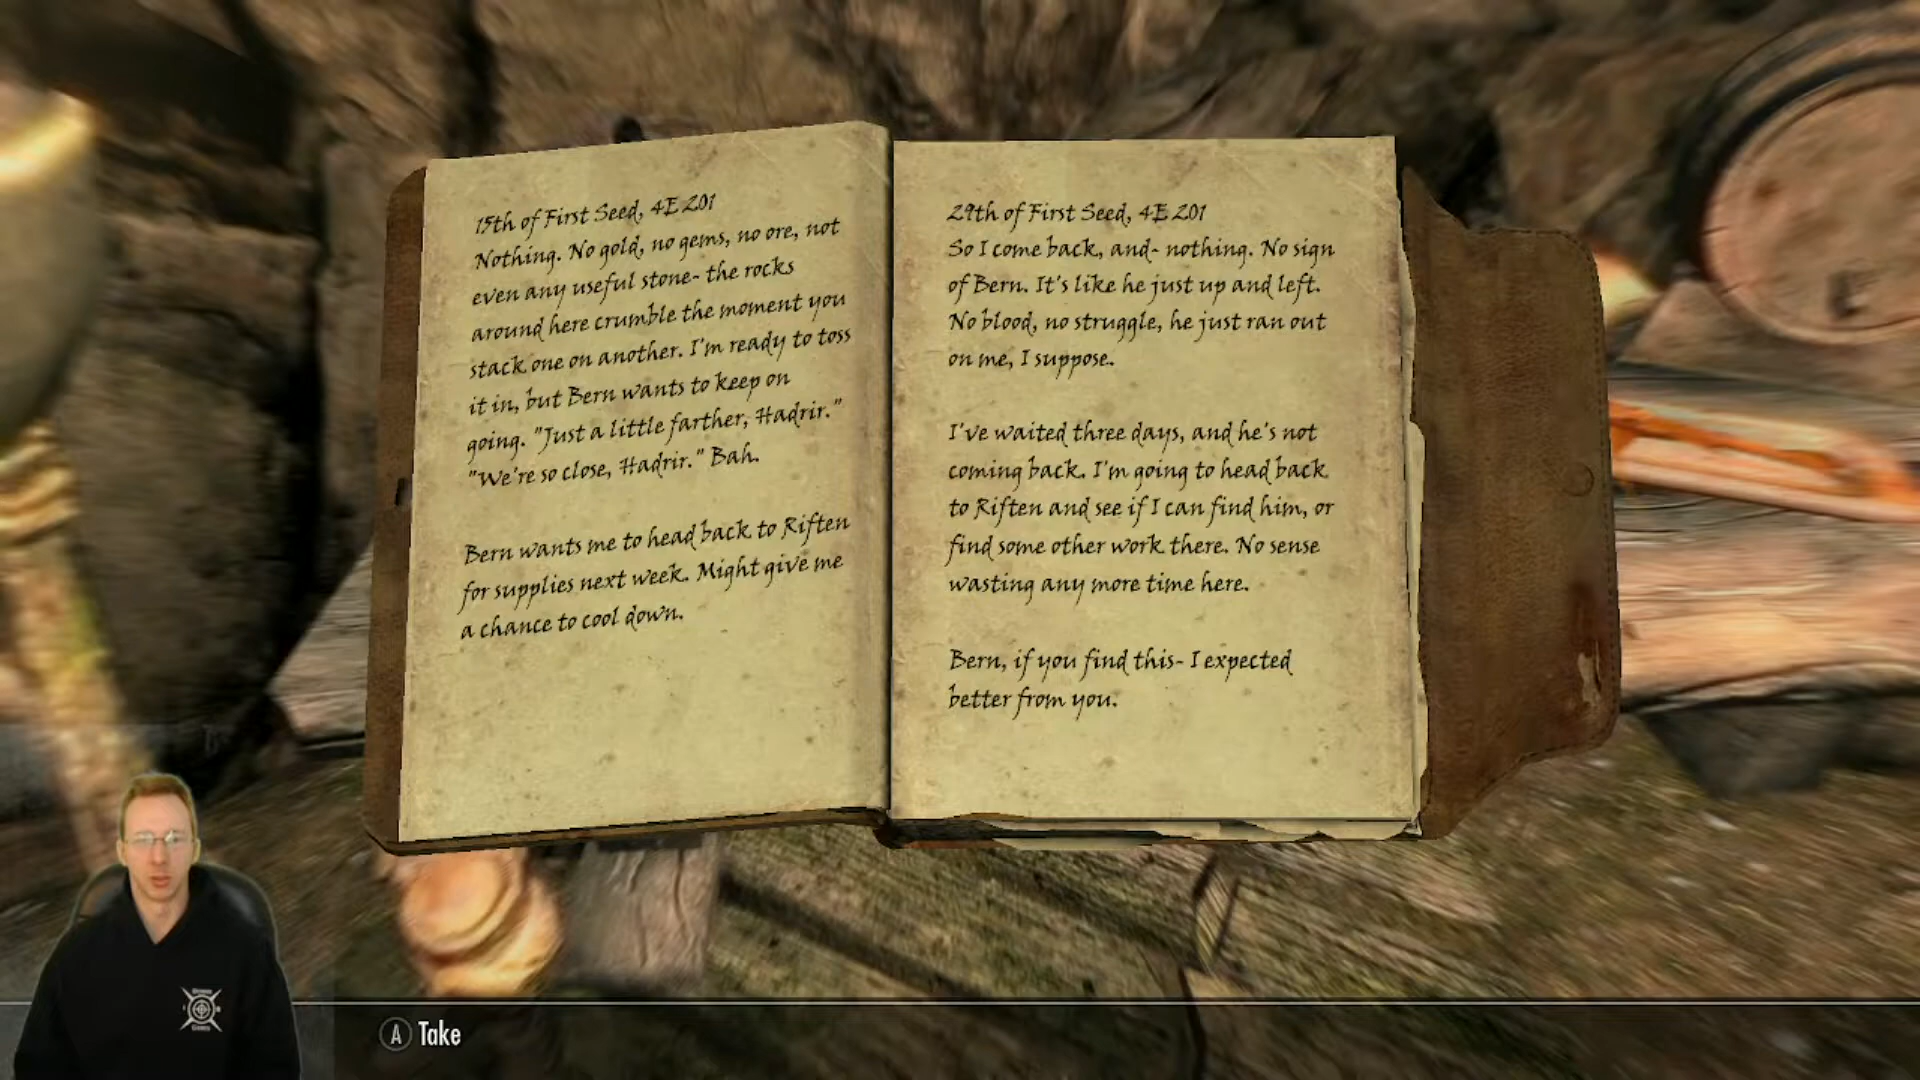 15th of First Seed, 4E 201
Nothing. No gold, no gems, no ore, not
even any useful stone- the rocks
around here crumble the moment you
stack one on another. I'm ready to toss
it in, but Bern wants to keep on
going. "Just a little farther, Hadrir."
"We're so close, Hadrir." Bah.
Bern wants me to head back to Riften
for supplies next week. Might give me
a chance to cool down.
29th of First Seed, 4E 201
So I come back, and- nothing. No sign
of Bern. It's like he just up and left.
No blood, no struggle, he just ran out
on me, I suppose.
I've waited three days, and he's not
coming back. I'm going to head back
to Riften and see if I can find him, or
find some other work there. No sense
wasting any more time here.
Bern, if you find this- I expected
better from you.
A Take